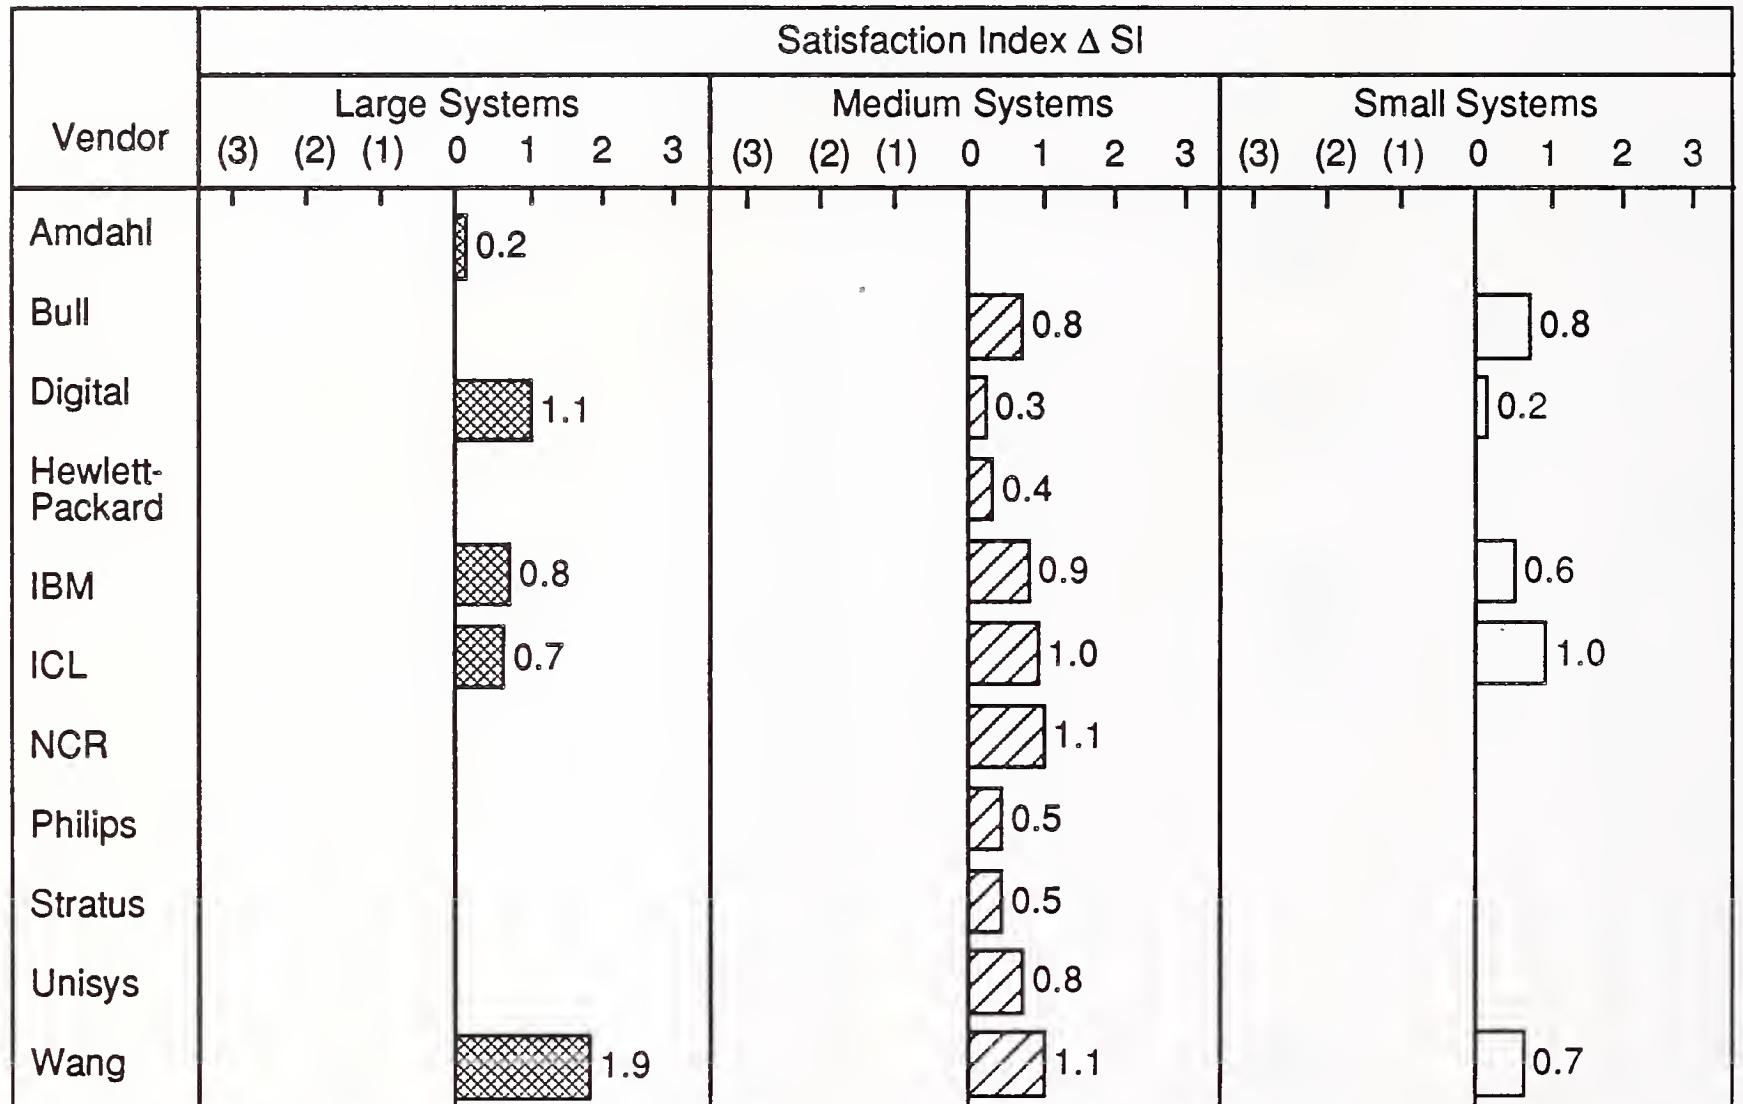 Satisfaction Index Δ SI
Vendor
Large Systems
Medium Systems
Small Systems
(3) (2) (1) 0 1 2 3
(3) (2) (1) 0 1 2 3
(3) (2) (1) 0 1 2 3
Amdahl 0.2
Bull 0.8 0.8
Digital 1.1 0.3 0.2
Hewlett-
Packard 0.4
IBM 0.8 0.9 0.6
ICL 0.7 1.0 1.0
NCR 1.1
Philips 0.5
Stratus 0.5
Unisys 0.8
Wang 1.9 1.1 0.7